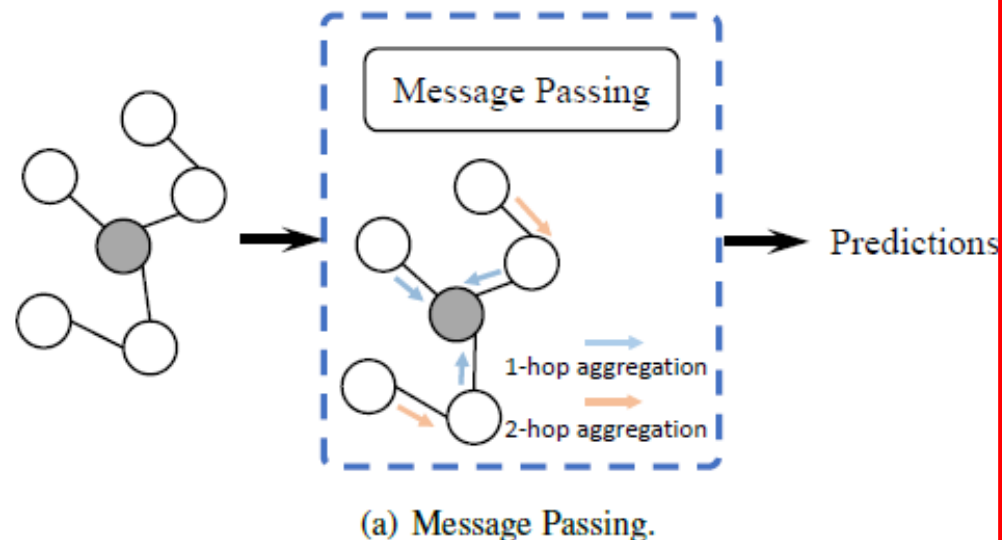 Message Passing
Predictions
1-hop aggregation
2-hop aggregation
(a) Message Passing.